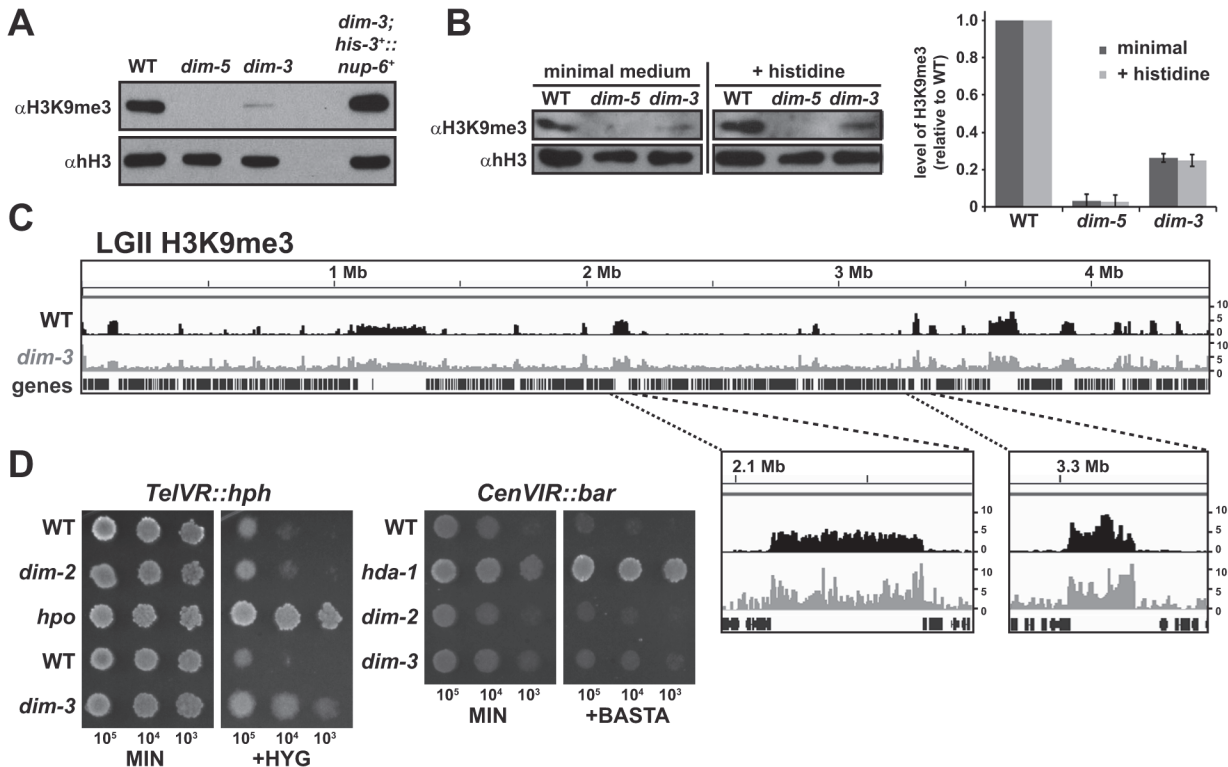 A
WT dim-5 dim-3 dim-3; his-3⁺:: nup-6⁺
αH3K9me3
αhH3
B
minimal medium + histidine
WT dim-5 dim-3 WT dim-5 dim-3
αH3K9me3
αhH3
level of H3K9me3
(relative to WT)
1.0
0.8
0.6
0.4
0.2
0
minimal
+ histidine
WT dim-5 dim-3
C
LGII H3K9me3
1 Mb 2 Mb 3 Mb 4 Mb
WT
10
5
0
dim-3
10
5
0
genes
2.1 Mb
10
5
0
10
5
0
3.3 Mb
10
5
0
10
5
0
D
TelVR::hph
WT
dim-2
hpo
WT
dim-3
10⁵ 10⁴ 10³ 10⁵ 10⁴ 10³
MIN +HYG
CenVIR::bar
WT
hda-1
dim-2
dim-3
10⁵ 10⁴ 10³ 10⁵ 10⁴ 10³
MIN +BASTA